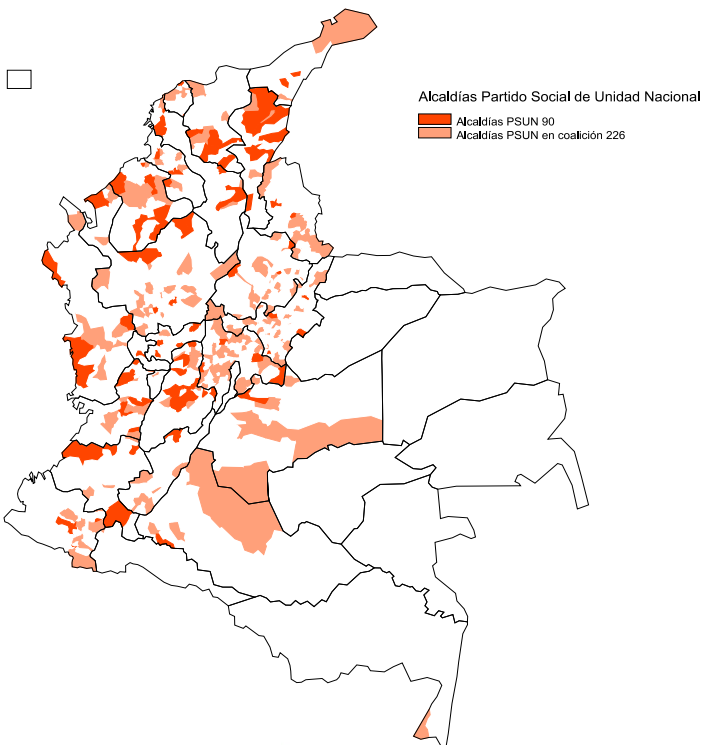 Alcaldías Partido Social de Unidad Nacional
Alcaldías PSUN 90
Alcaldías PSUN en coalición 226